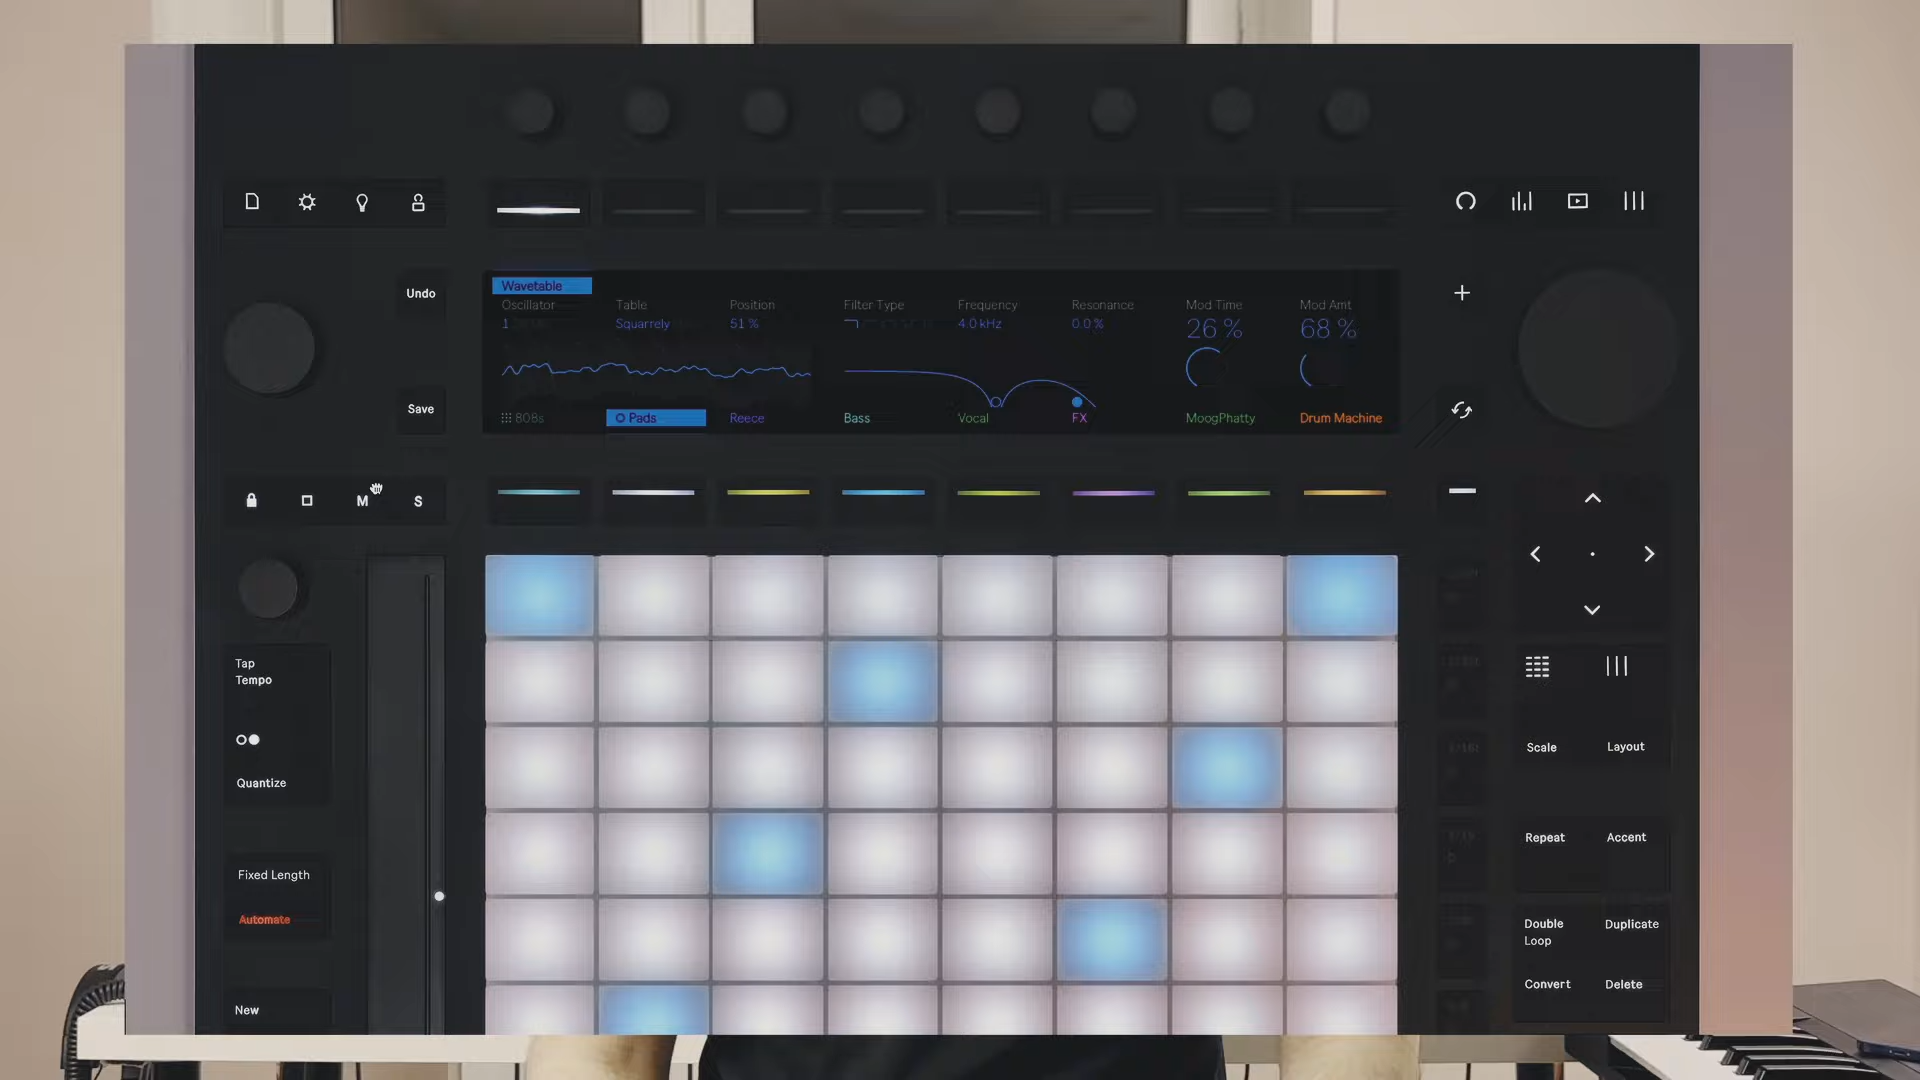 Undo
Wavetable
Oscillator Table Position Filter Type Frequency Resonance Mod Time Mod Amt
1 Squarrely 51 % 4.0 kHz 0.0 % 26 % 68 %
Save
808s Pads Reece Bass Vocal FX MoogPhatty Drum Machine
M S
Tap
Tempo
Quantize
Scale Layout
Repeat Accent
Fixed Length
Automate
Double
Loop
Duplicate
Convert Delete
New